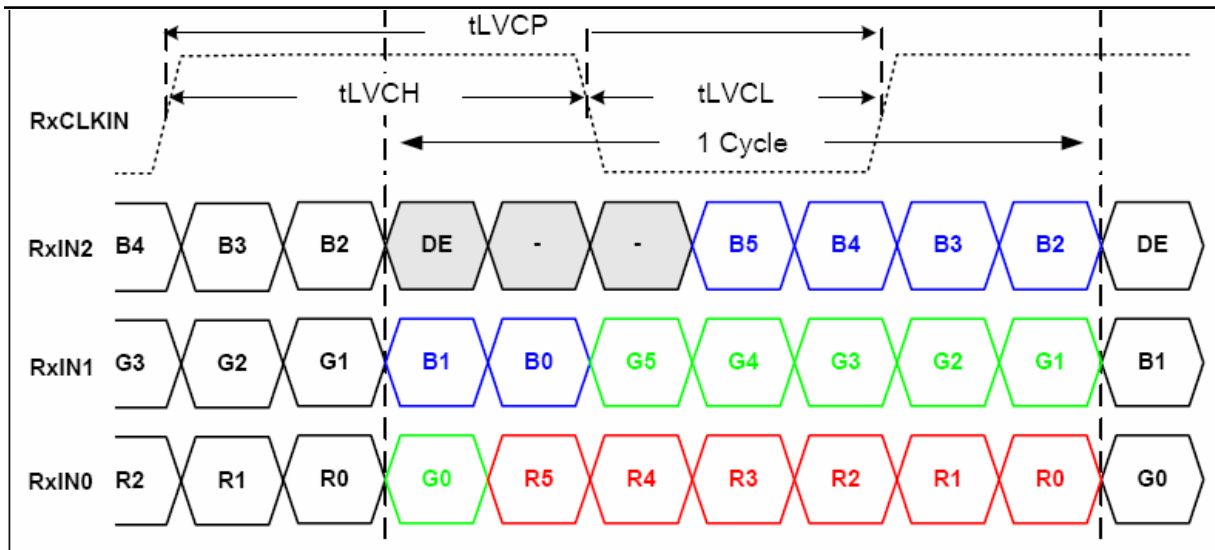 tLVCP
tLVCH tLVCL
RxCLKIN
1 Cycle
RxIN2 B4 B3 B2 DE - - B5 B4 B3 B2 DE
RxIN1 G3 G2 G1 B1 B0 G5 G4 G3 G2 G1 B1
RxIN0 R2 R1 R0 G0 R5 R4 R3 R2 R1 R0 G0